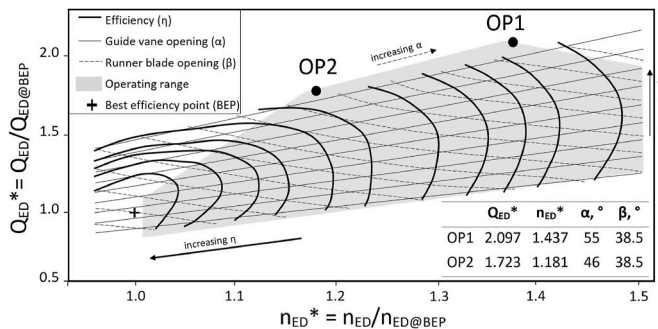 Efficiency (η)
Guide vane opening (α)
Runner blade opening (β)
Operating range
Best efficiency point (BEP)
OP1
OP2
increasing α
increasing η
Q_ED* = Q_ED/Q_ED@BEP
2.0
1.5
1.0
0.5
Q_ED* n_ED* α, ° β, °
OP1 2.097 1.437 55 38.5
OP2 1.723 1.181 46 38.5
1.0 1.1 1.2 1.3 1.4 1.5
n_ED* = n_ED/n_ED@BEP